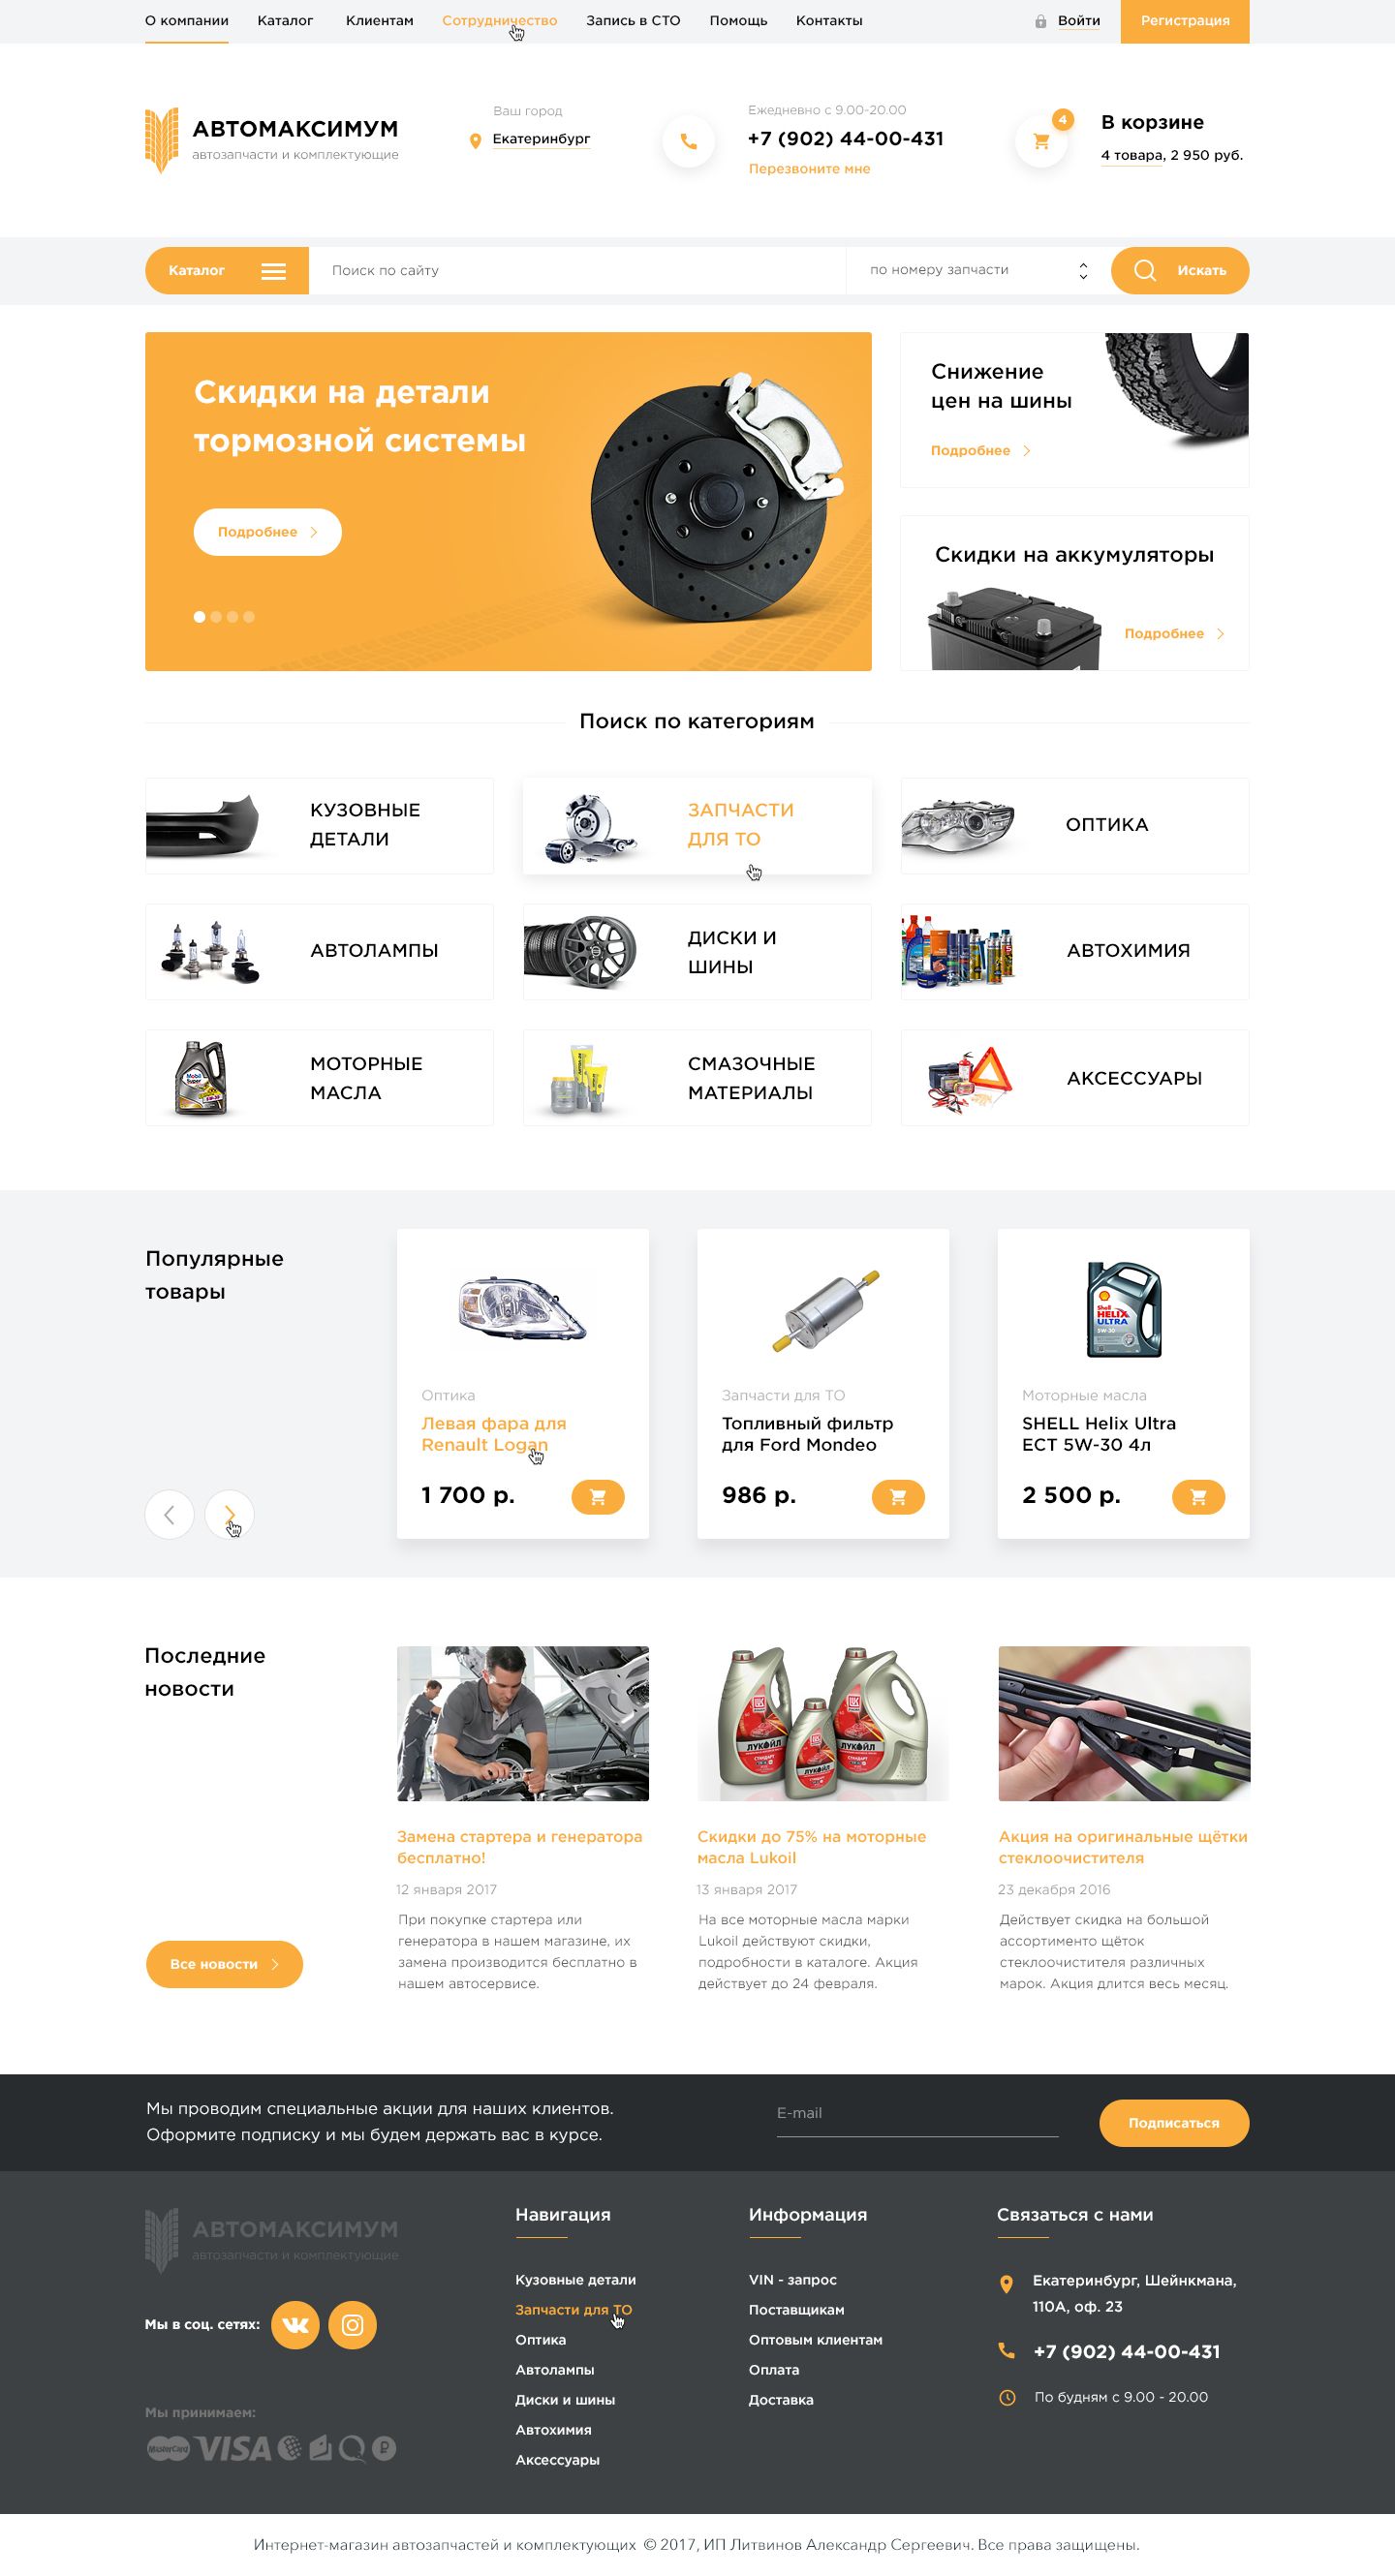 О компании Каталог Клиентам Сотрудничество Запись в СТО Помощь Контакты Войти Регистрация
АВТОМАКСИМУМ
автозапчасти и комплектующие
Ваш город
Екатеринбург
Ежедневно с 9.00-20.00
+7 (902) 44-00-431
Перезвоните мне
4
В корзине
4 товара, 2 950 руб.
Каталог Поиск по сайту по номеру запчасти Искать
Скидки на детали
тормозной системы
Подробнее
Снижение
цен на шины
Подробнее
Скидки на аккумуляторы
Подробнее
Поиск по категориям
КУЗОВНЫЕ
ДЕТАЛИ
ЗАПЧАСТИ
ДЛЯ ТО
ОПТИКА
АВТОЛАМПЫ
ДИСКИ И
ШИНЫ
АВТОХИМИЯ
Mobil
Super
МОТОРНЫЕ
МАСЛА
СМАЗОЧНЫЕ
МАТЕРИАЛЫ
АКСЕССУАРЫ
Популярные
товары
Оптика
Левая фара для
Renault Logan
1 700 р.
Запчасти для ТО
Топливный фильтр
для Ford Mondeo
986 р.
Shell
HELIX
ULTRA
5W-30
Моторные масла
SHELL Helix Ultra
ECT 5W-30 4л
2 500 р.
Последние
новости
Все новости
Замена стартера и генератора
бесплатно!
12 января 2017
При покупке стартера или
генератора в нашем магазине, их
замена производится бесплатно в
нашем автосервисе.
ЛУКОЙЛ
СТАНДАРТ
ЛУКОЙЛ
ЛУКОЙЛ
СТАНДАРТ
Скидки до 75% на моторные
масла Lukoil
13 января 2017
На все моторные масла марки
Lukoil действуют скидки,
подробности в каталоге. Акция
действует до 24 февраля.
Акция на оригинальные щётки
стеклоочистителя
23 декабря 2016
Действует скидка на большой
ассортименто щёток
стеклоочистителя различных
марок. Акция длится весь месяц.
Мы проводим специальные акции для наших клиентов.
Оформите подписку и мы будем держать вас в курсе.
E-mail
Подписаться
АВТОМАКСИМУМ
автозапчасти и комплектующие
Мы в соц. сетях:
Мы принимаем:
MasterCard VISA
Навигация
Кузовные детали
Запчасти для ТО
Оптика
Автолампы
Диски и шины
Автохимия
Аксессуары
Информация
VIN - запрос
Поставщикам
Оптовым клиентам
Оплата
Доставка
Связаться с нами
Екатеринбург, Шейнкмана,
110А, оф. 23
+7 (902) 44-00-431
По будням с 9.00 - 20.00
Интернет-магазин автозапчастей и комплектующих © 2017, ИП Литвинов Александр Сергеевич. Все права защищены.